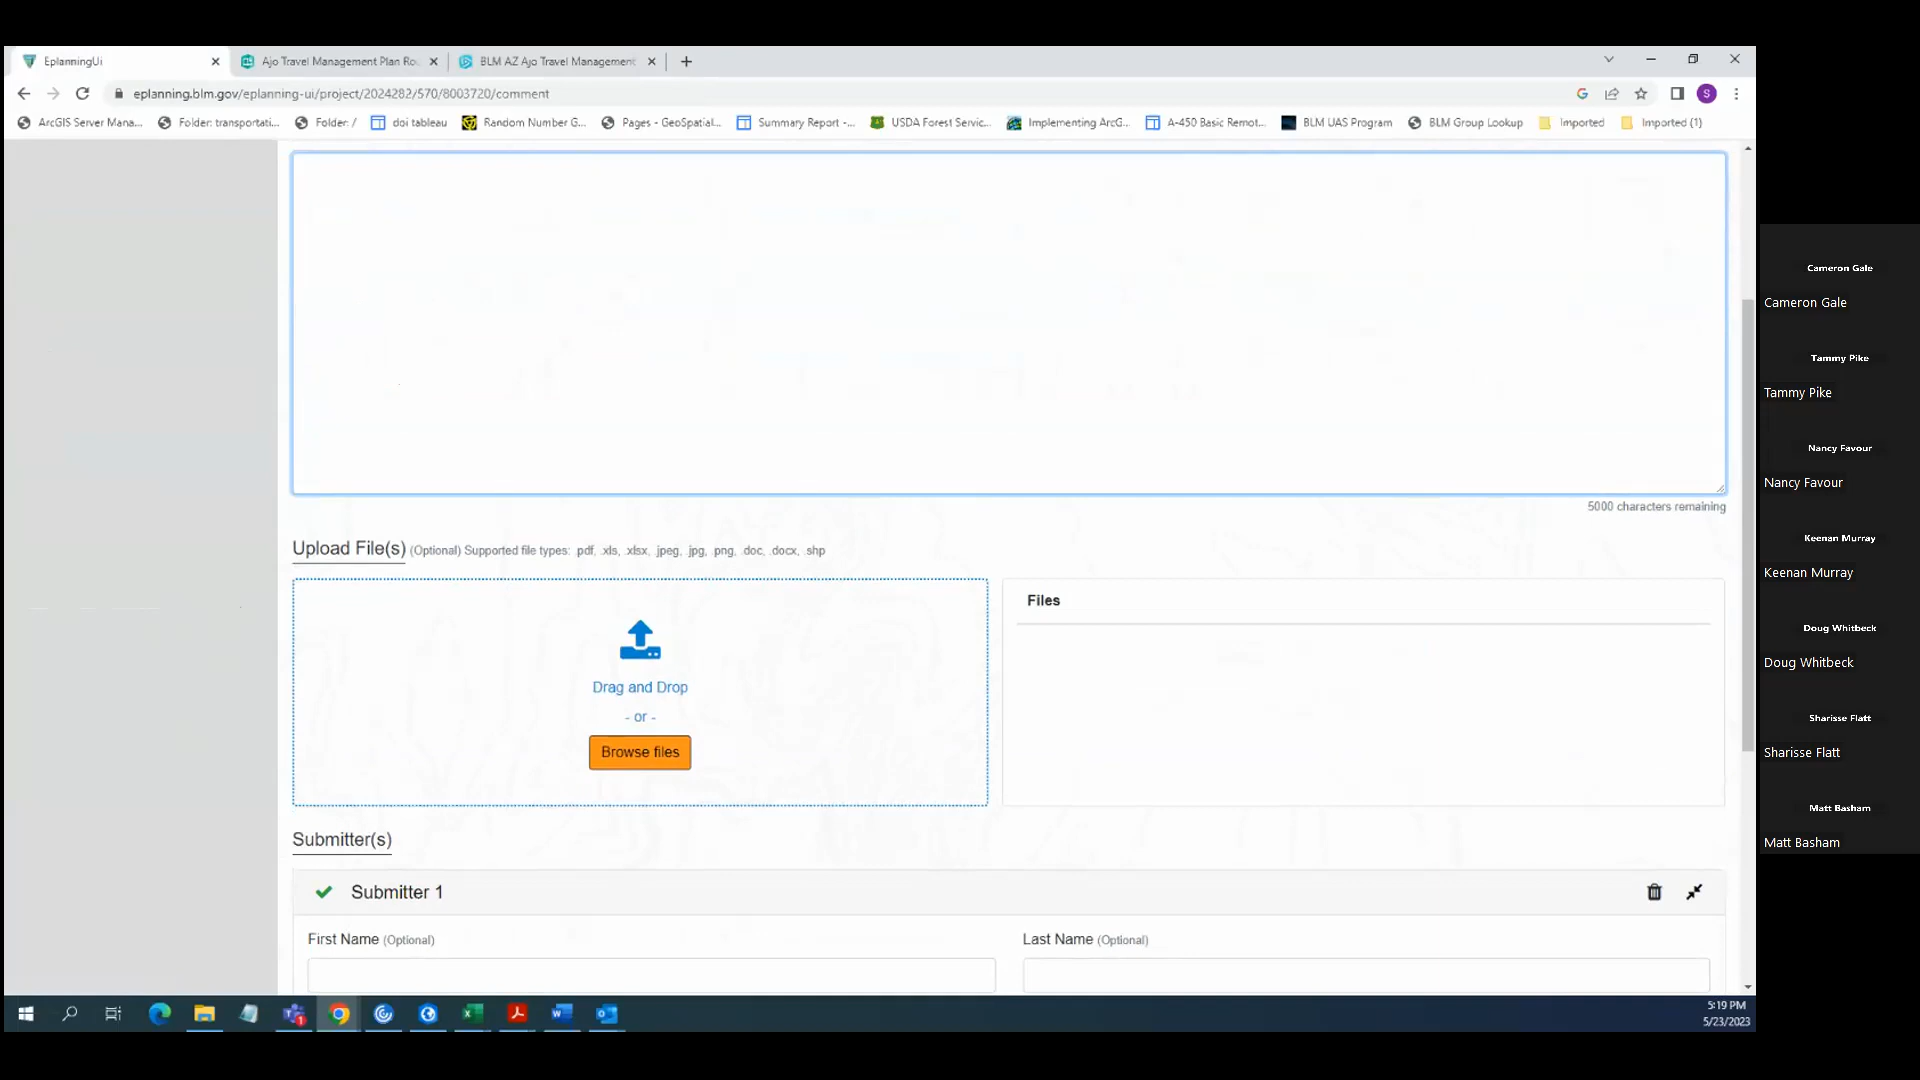 EplanningUi
Ajo Travel Management Plan Ro
BLM AZ Ajo Travel Management
eplanning.blm.gov/eplanning-ui/project/2024282/570/8003720/comment
S
ArcGIS Server Mana...
Folder: transportati...
Folder: /
doi tableau
Random Number G...
Pages - GeoSpatial...
Summary Report -...
USDA Forest Servic...
Implementing ArcG...
A-450 Basic Remot...
BLM UAS Program
BLM Group Lookup
Imported
Imported (1)
5000 characters remaining
Upload File(s) (Optional) Supported file types: .pdf, .xls, .xlsx, .jpeg, .jpg, .png, .doc, .docx, .shp
Drag and Drop
- or -
Browse files
Files
Submitter(s)
Submitter 1
First Name (Optional)
Last Name (Optional)
5:19 PM
5/23/2023
Cameron Gale
Cameron Gale
Tammy Pike
Tammy Pike
Nancy Favour
Nancy Favour
Keenan Murray
Keenan Murray
Doug Whitbeck
Doug Whitbeck
Sharisse Flatt
Sharisse Flatt
Matt Basham
Matt Basham